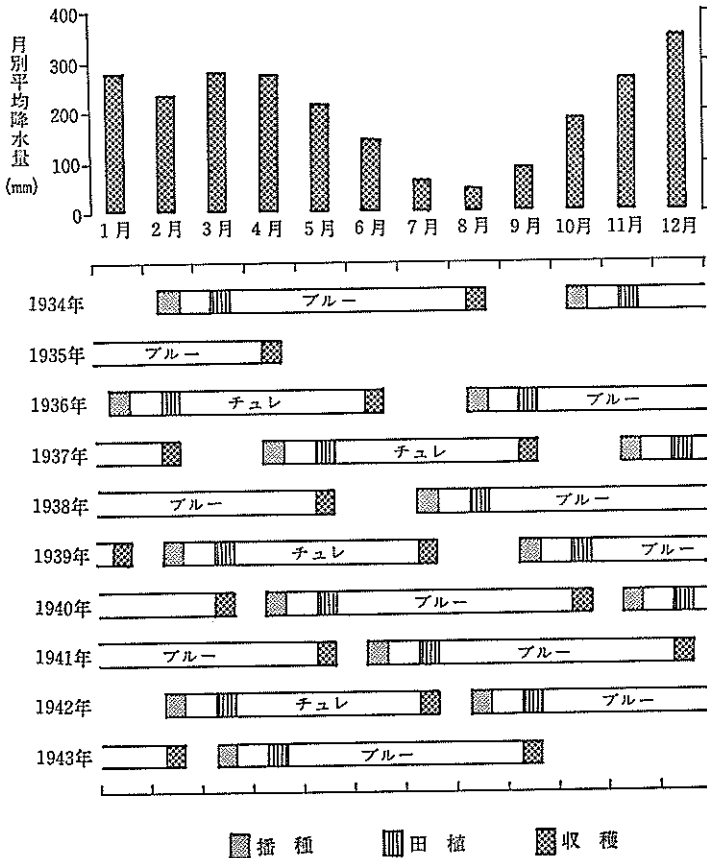 月別平均降水量
(mm)
400
300
200
100
0
1月 2月 3月 4月 5月 6月 7月 8月 9月 10月 11月 12月
1934年 ブルー
1935年 ブルー
1936年 チュレ ブルー
1937年 チュレ
1938年 ブルー ブルー
1939年 チュレ ブルー
1940年 ブルー
1941年 ブルー ブルー
1942年 チュレ ブルー
1943年 ブルー
播種 田植 収穫